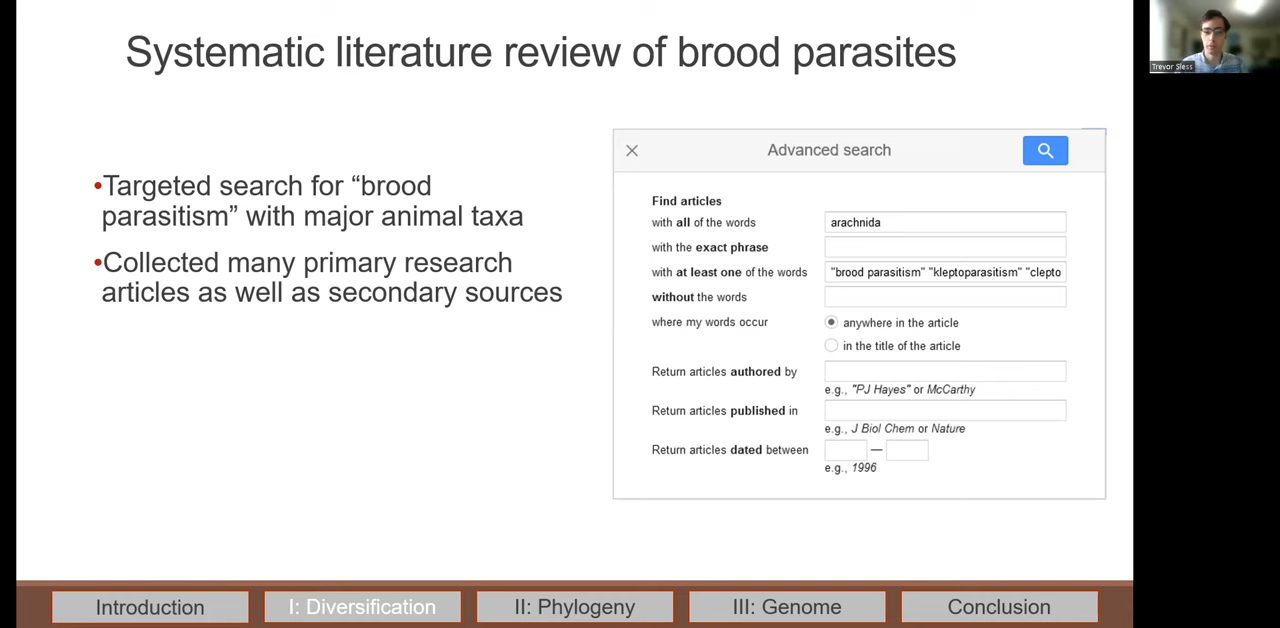 Systematic literature review of brood parasites
Trevor Sless
•Targeted search for “brood
parasitism” with major animal taxa
•Collected many primary research
articles as well as secondary sources
Advanced search
Find articles
with all of the words
arachnida
with the exact phrase
with at least one of the words
"brood parasitism" "kleptoparasitism" "clepto
without the words
where my words occur
anywhere in the article
in the title of the article
Return articles authored by
e.g., "PJ Hayes" or McCarthy
Return articles published in
e.g., J Biol Chem or Nature
Return articles dated between
—
e.g., 1996
Introduction
I: Diversification
II: Phylogeny
III: Genome
Conclusion